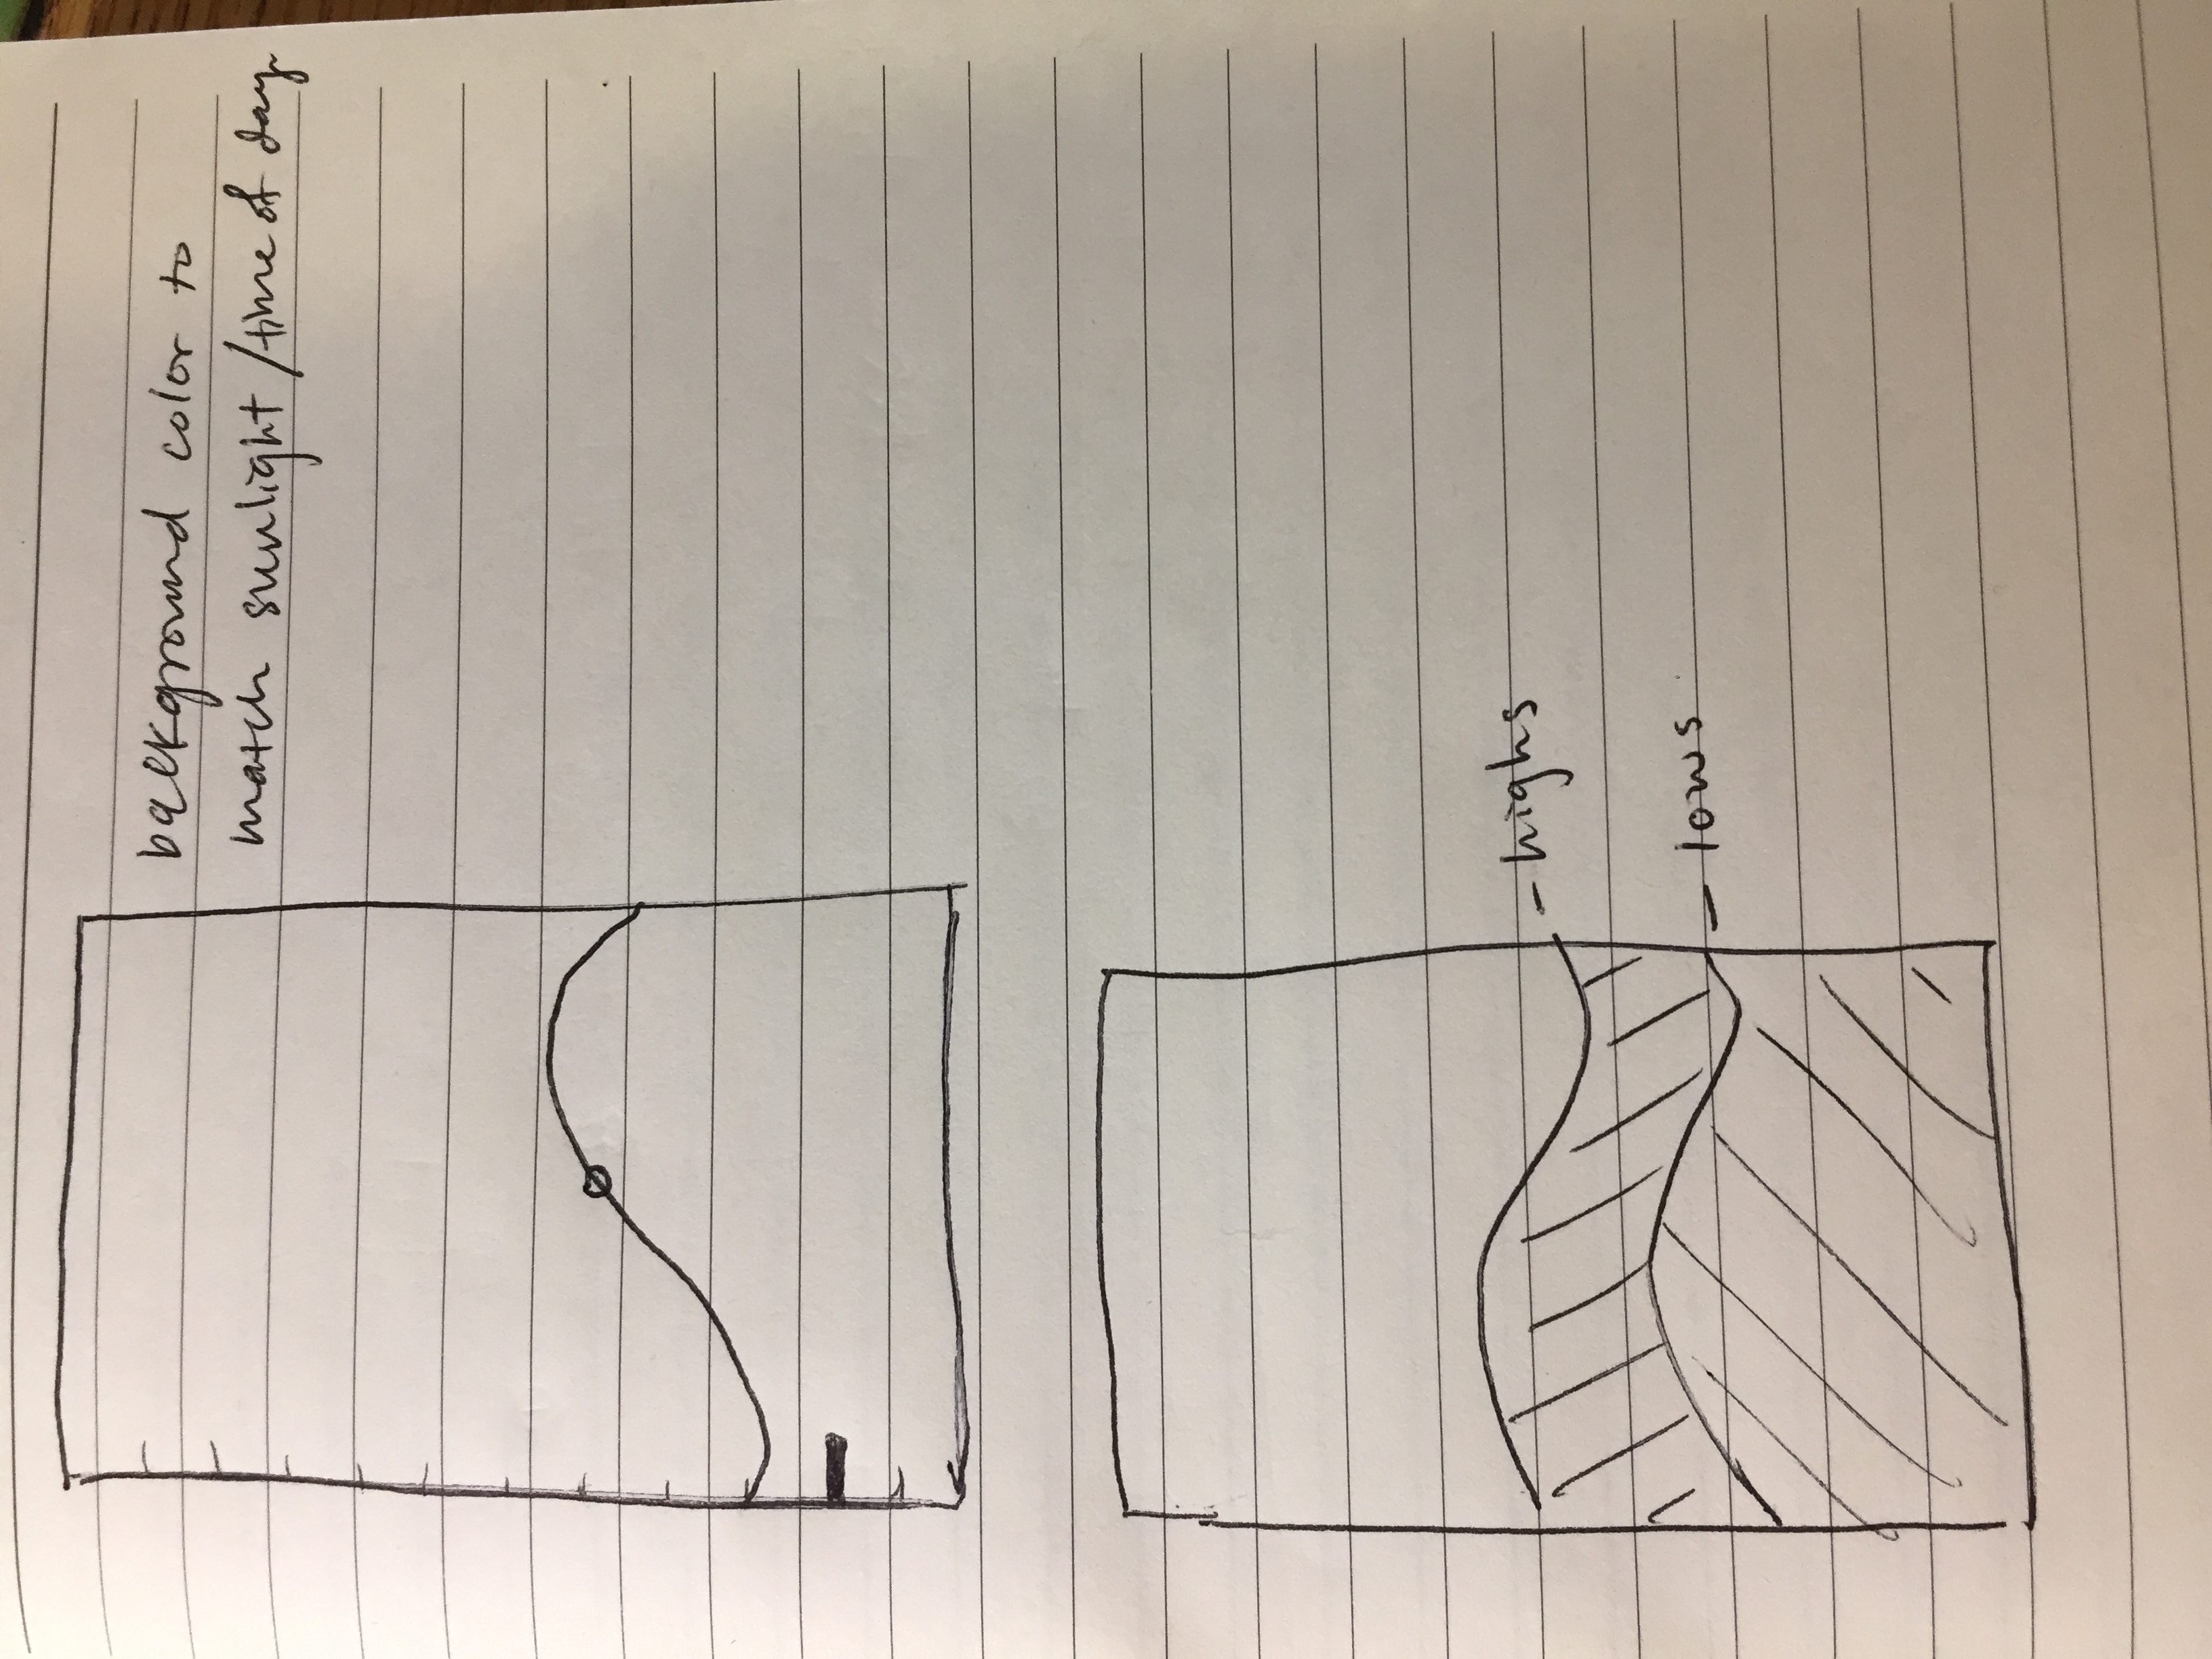 background color to
match sunlight /time of day
- highs
- lows